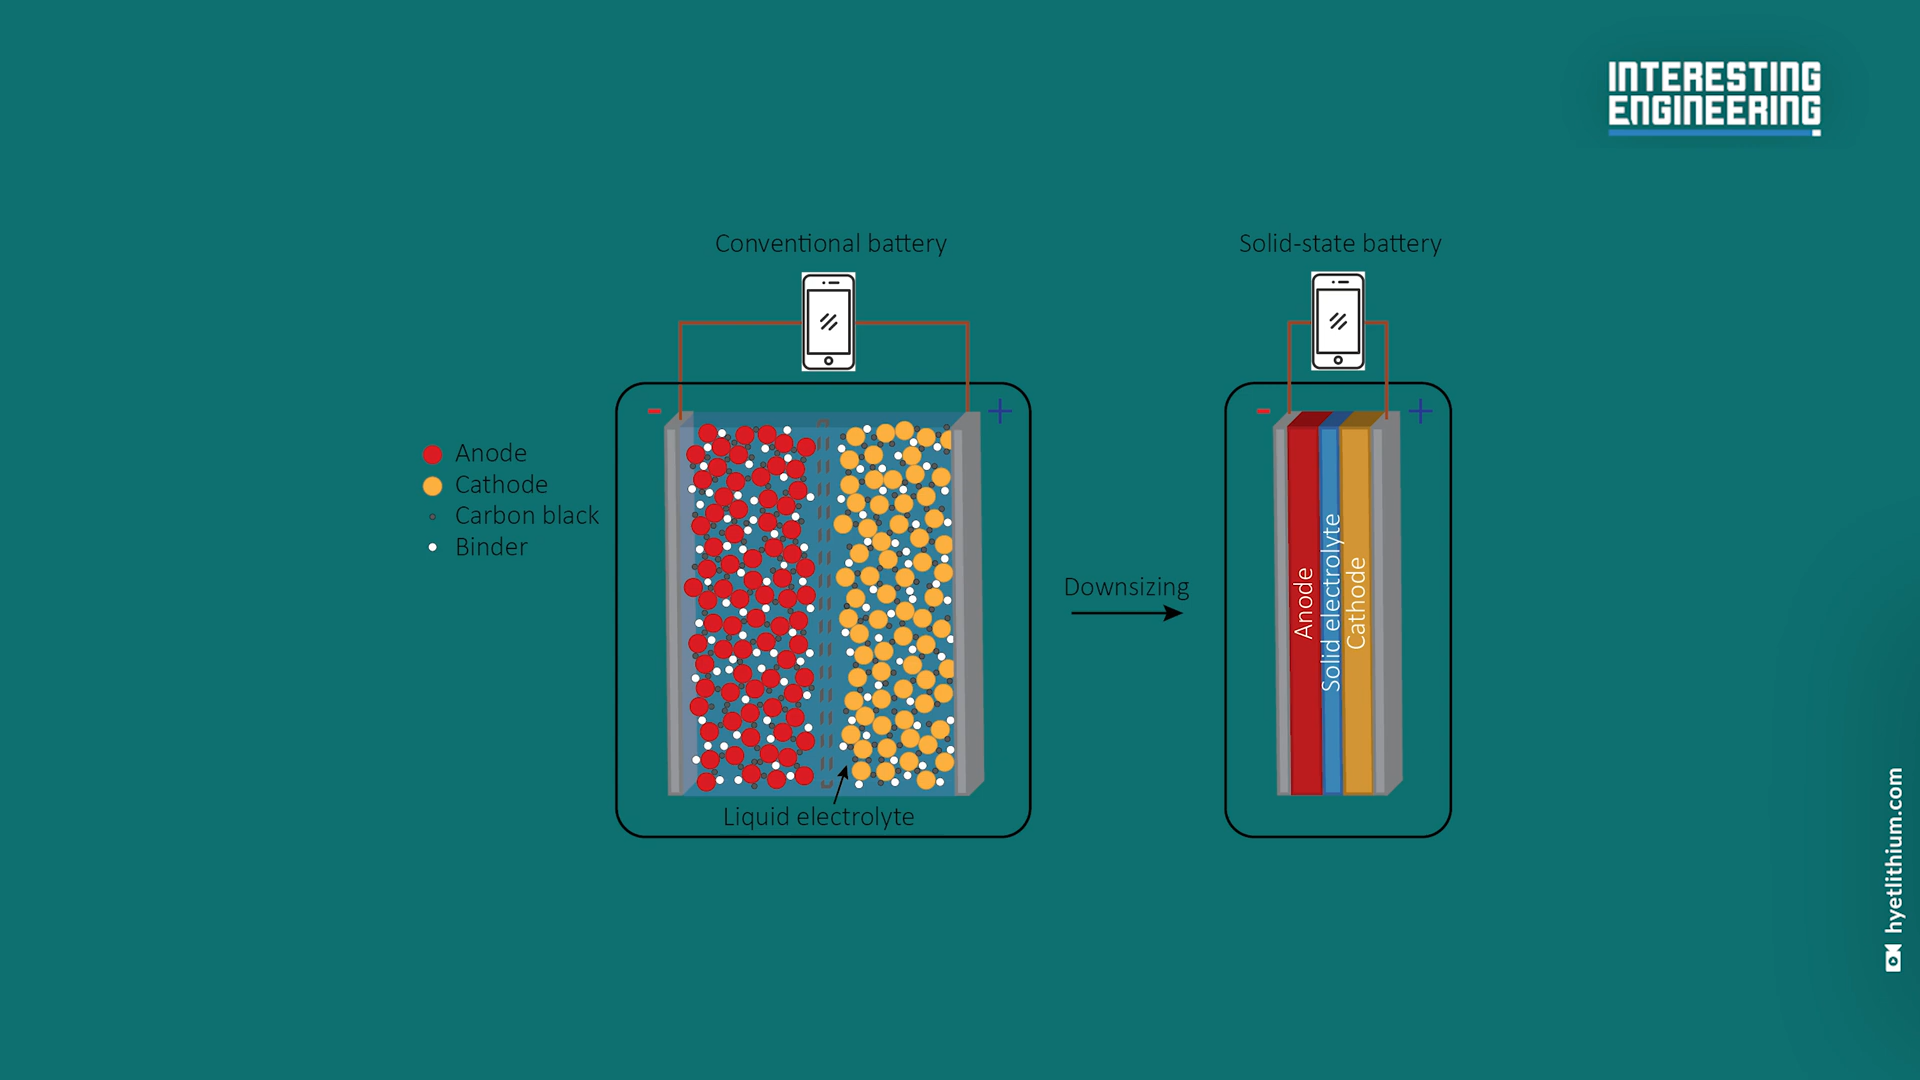 INTERESTING
ENGINEERING
Conventional battery
Solid-state battery
-
+
-
+
Anode
Cathode
Carbon black
Binder
Downsizing
Liquid electrolyte
Anode
Solid electrolyte
Cathode
hyetlithium.com